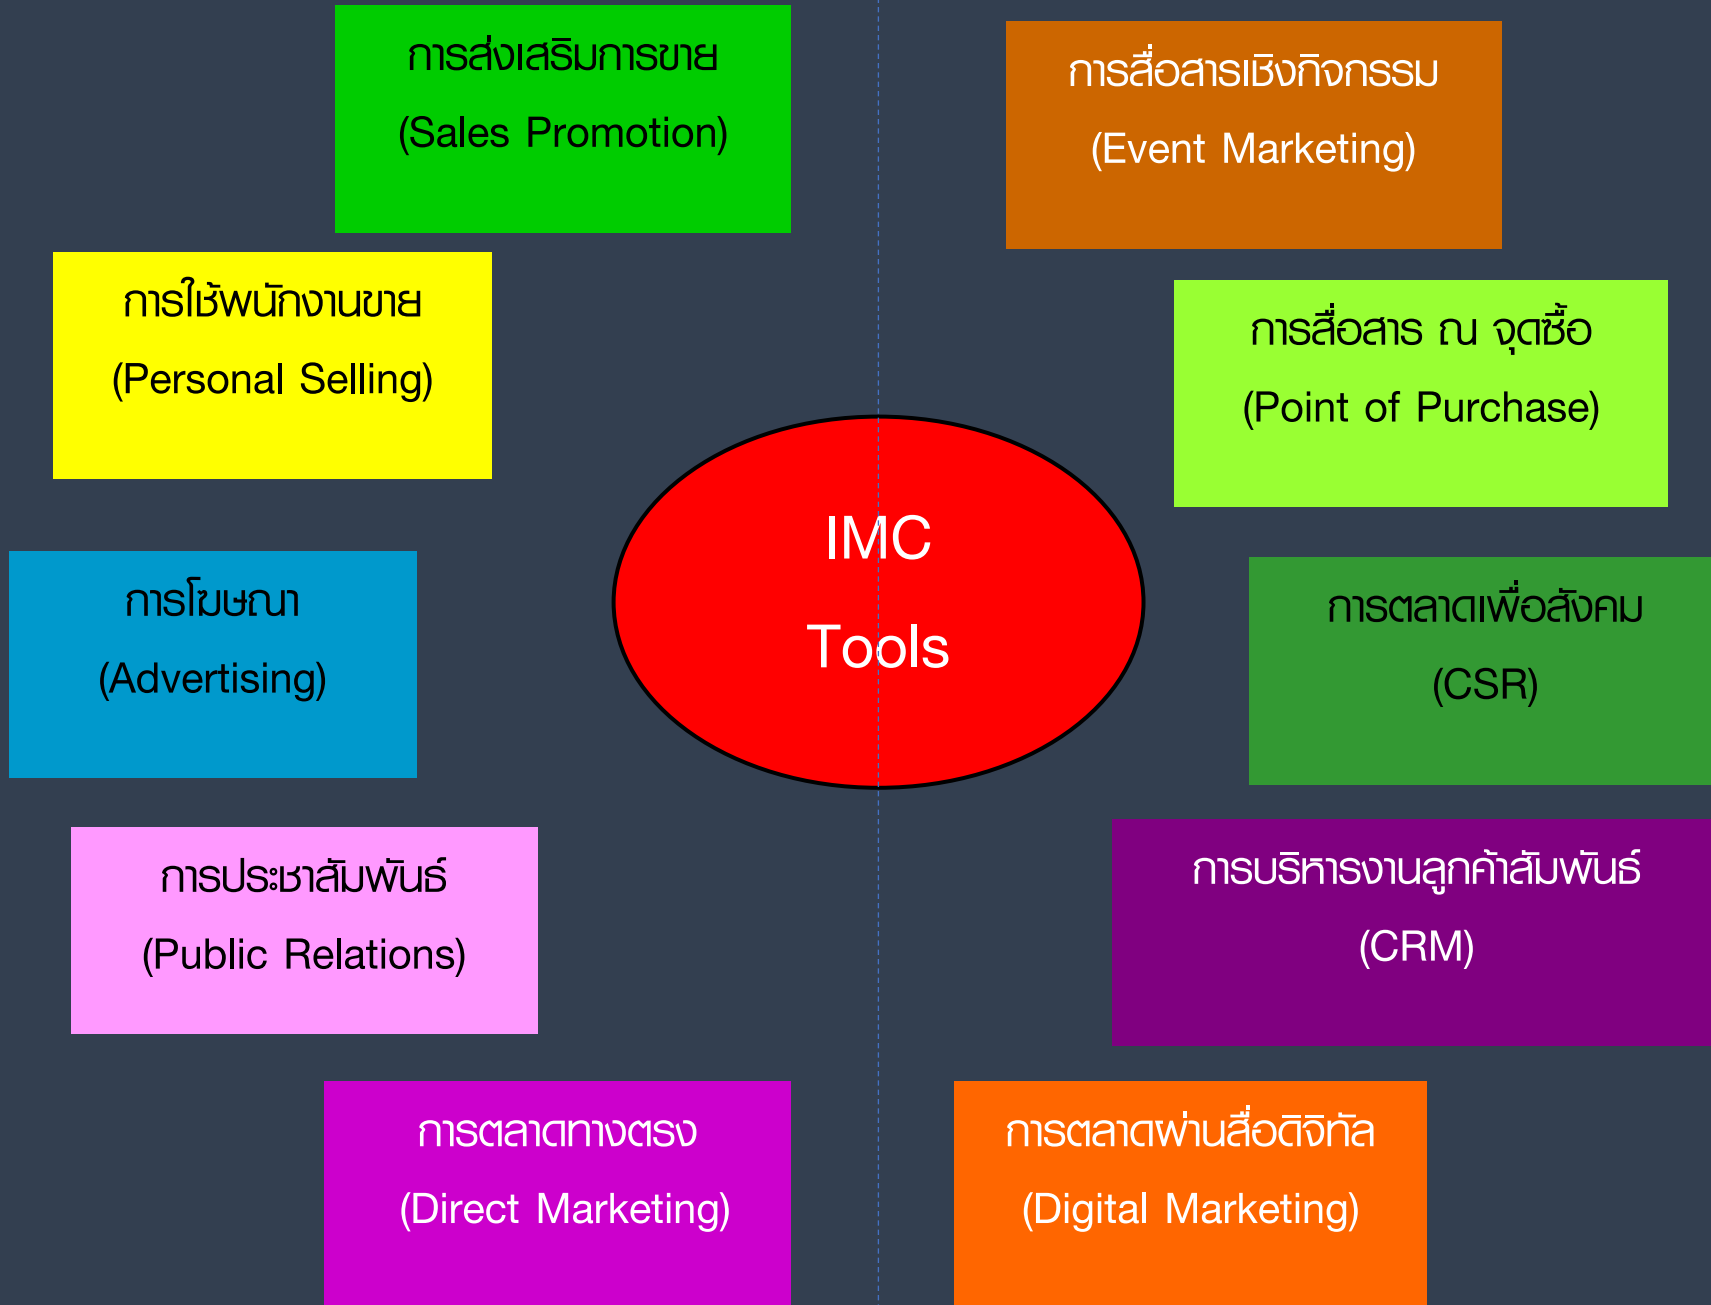 การส่งเสริมการขาย
(Sales Promotion)
การสื่อสารเชิงกิจกรรม
(Event Marketing)
การใช้พนักงานขาย
(Personal Selling)
การสื่อสาร ณ จุดซื้อ
(Point of Purchase)
IMC
Tools
การโฆษณา
(Advertising)
การตลาดเพื่อสังคม
(CSR)
การประชาสัมพันธ์
(Public Relations)
การบริหารงานลูกค้าสัมพันธ์
(CRM)
การตลาดทางตรง
(Direct Marketing)
การตลาดผ่านสื่อดิจิทัล
(Digital Marketing)